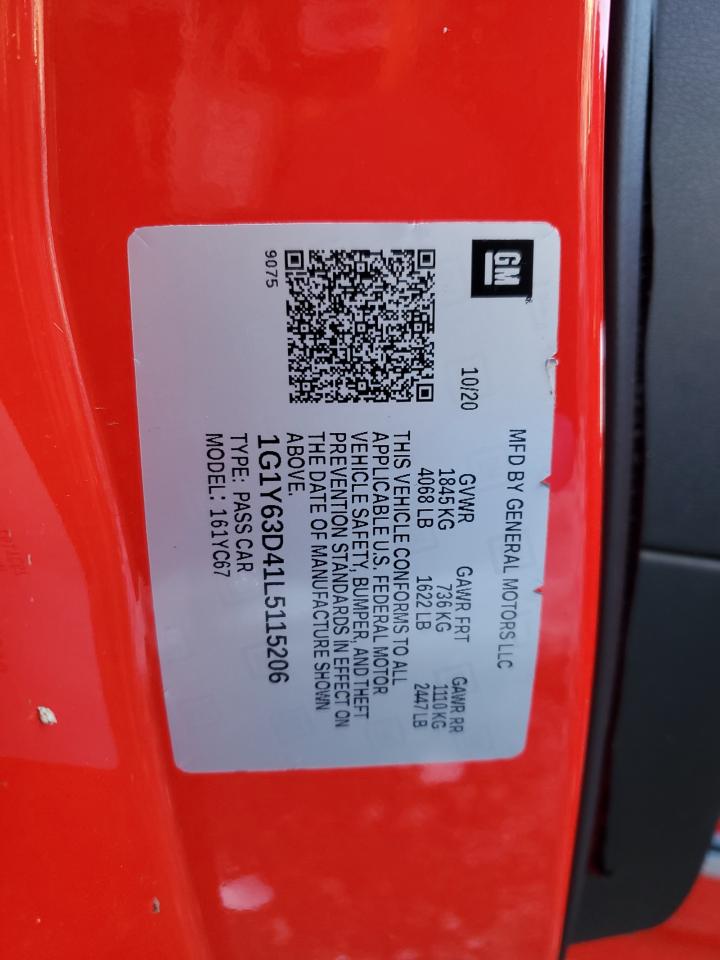 GM
MFD BY GENERAL MOTORS LLC
10/20
GVWR GAWR FRT GAWR RR
1845 KG 736 KG 1110 KG
4068 LB 1622 LB 2447 LB
THIS VEHICLE CONFORMS TO ALL
APPLICABLE U.S. FEDERAL MOTOR
VEHICLE SAFETY, BUMPER, AND THEFT
PREVENTION STANDARDS IN EFFECT ON
THE DATE OF MANUFACTURE SHOWN
ABOVE.
1G1Y63D41L5115206
TYPE: PASS CAR
MODEL: 161YC67
9075